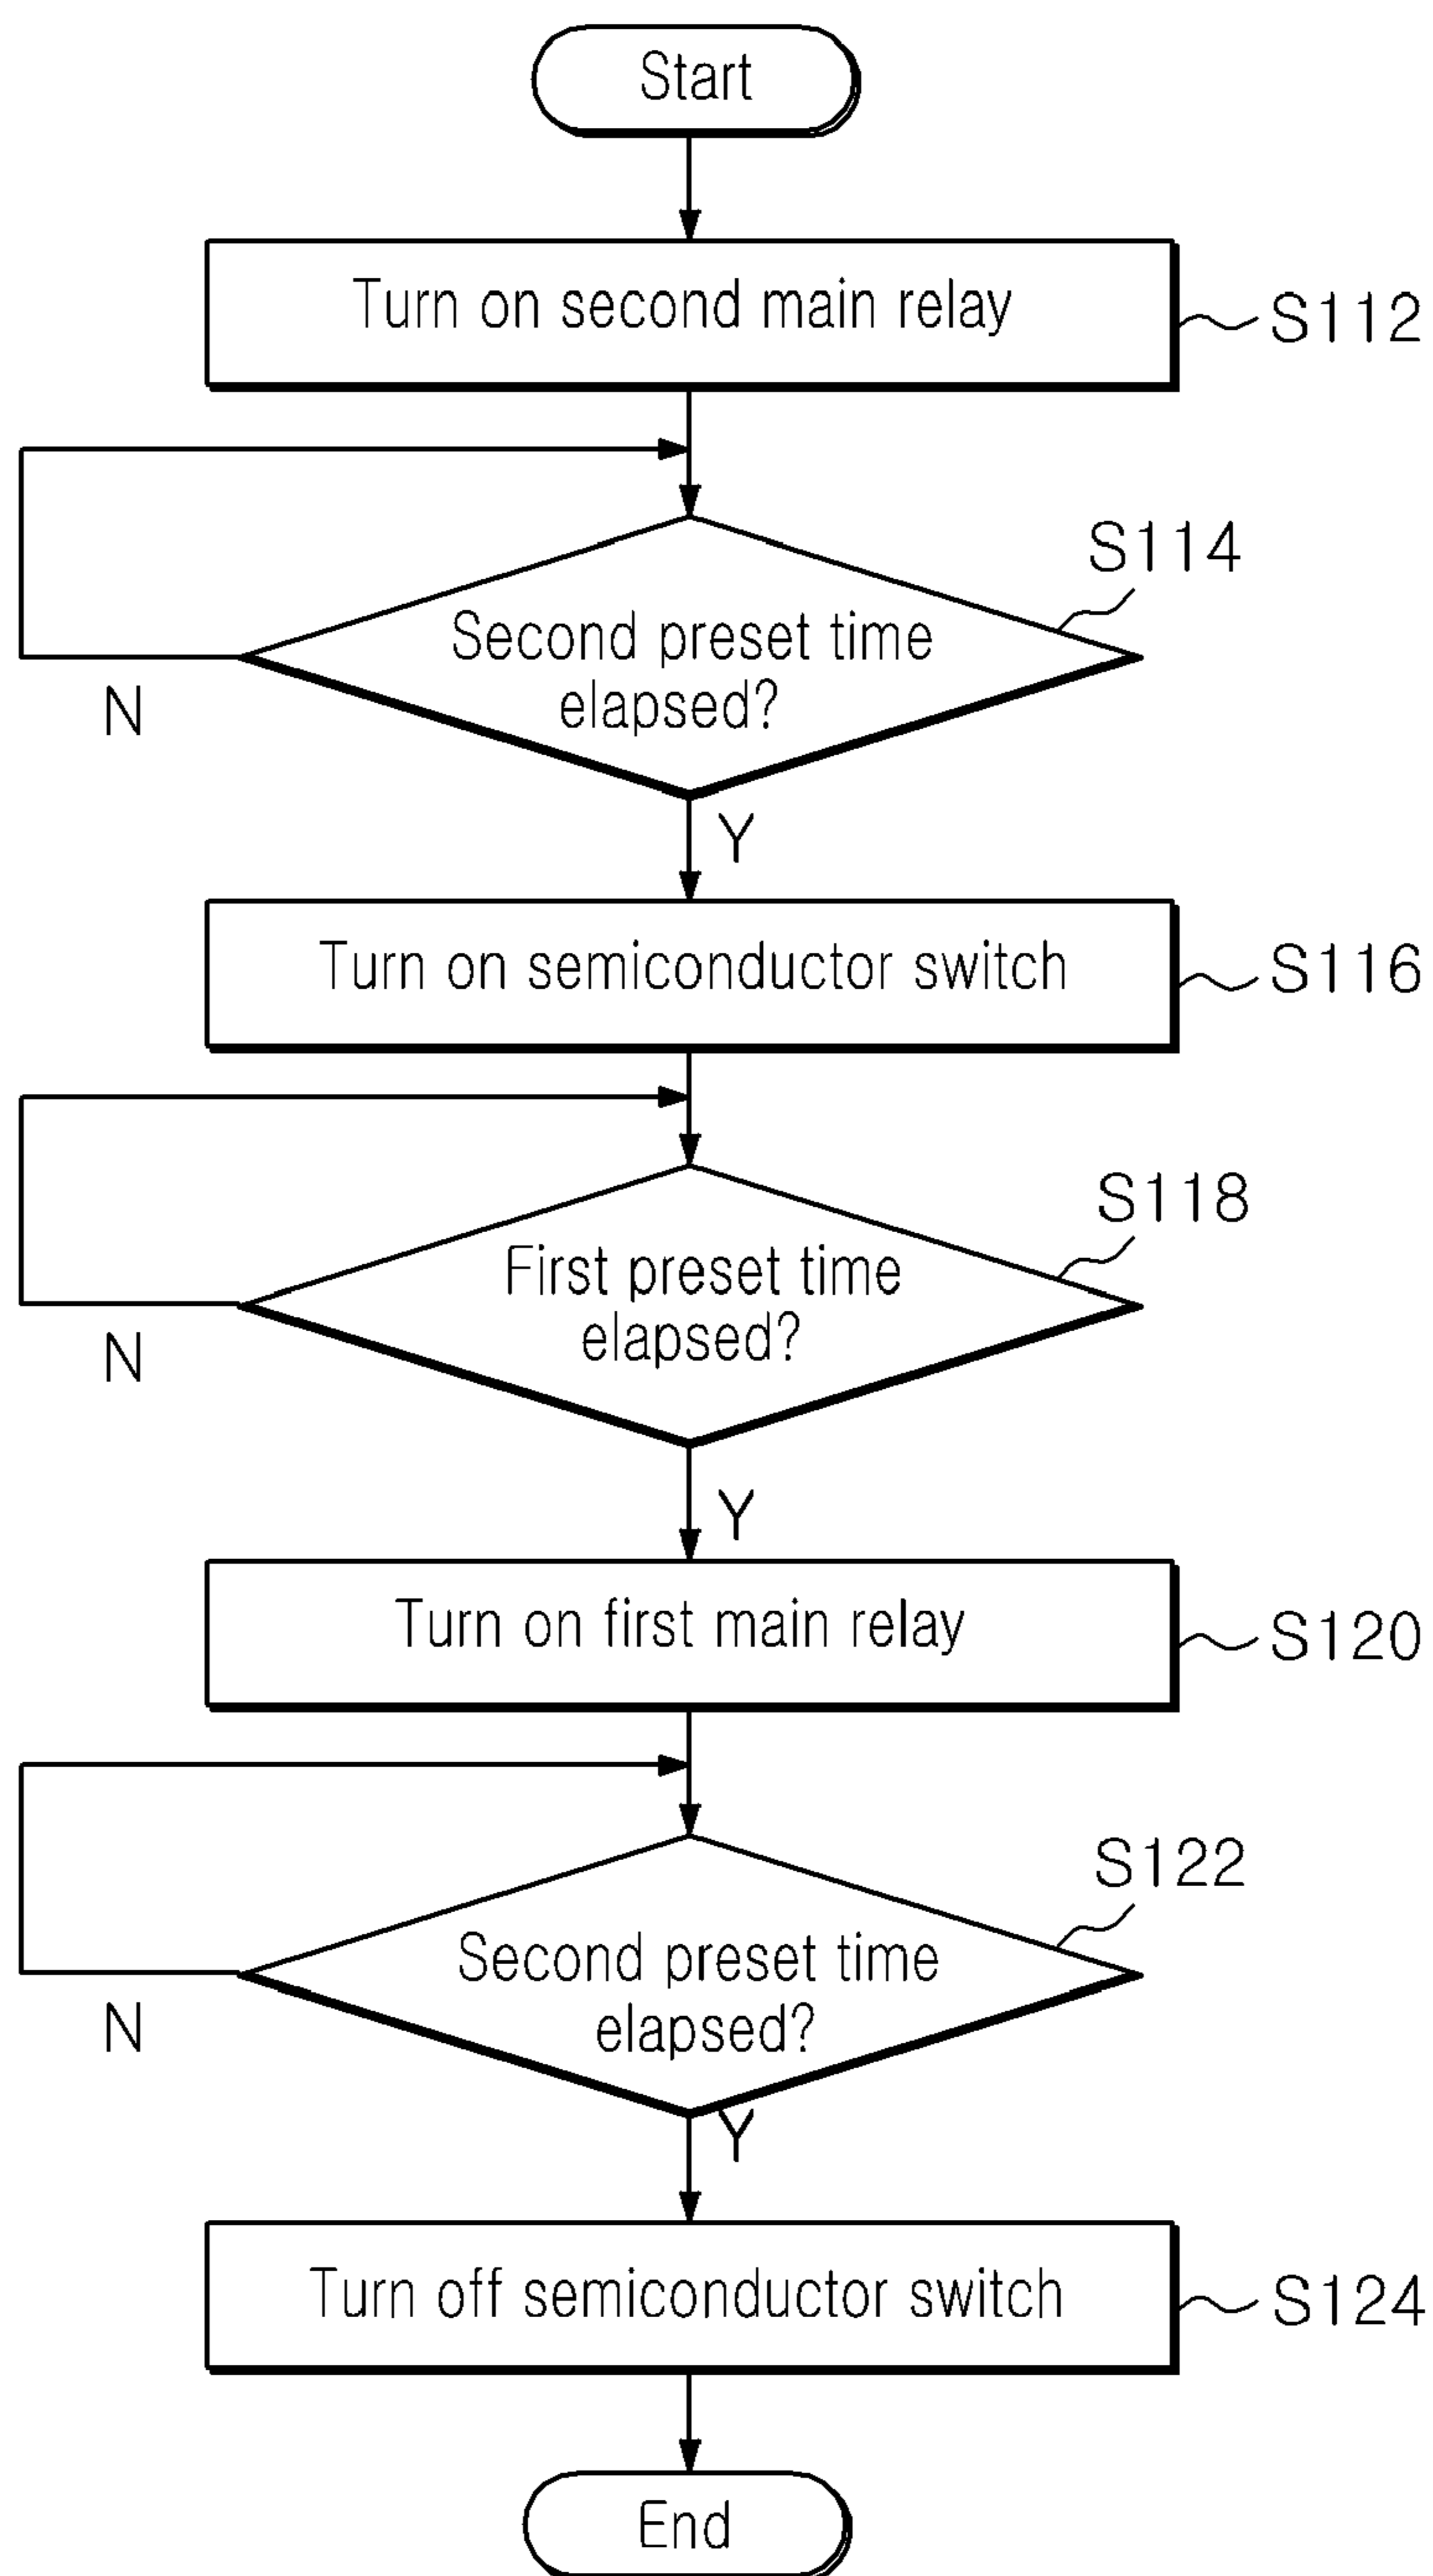 Start
Turn on second main relay
S112
S114
Second preset time
elapsed?
N
Y
Turn on semiconductor switch
S116
S118
First preset time
elapsed?
N
Y
Turn on first main relay
S120
S122
Second preset time
elapsed?
N
Y
Turn off semiconductor switch
S124
End